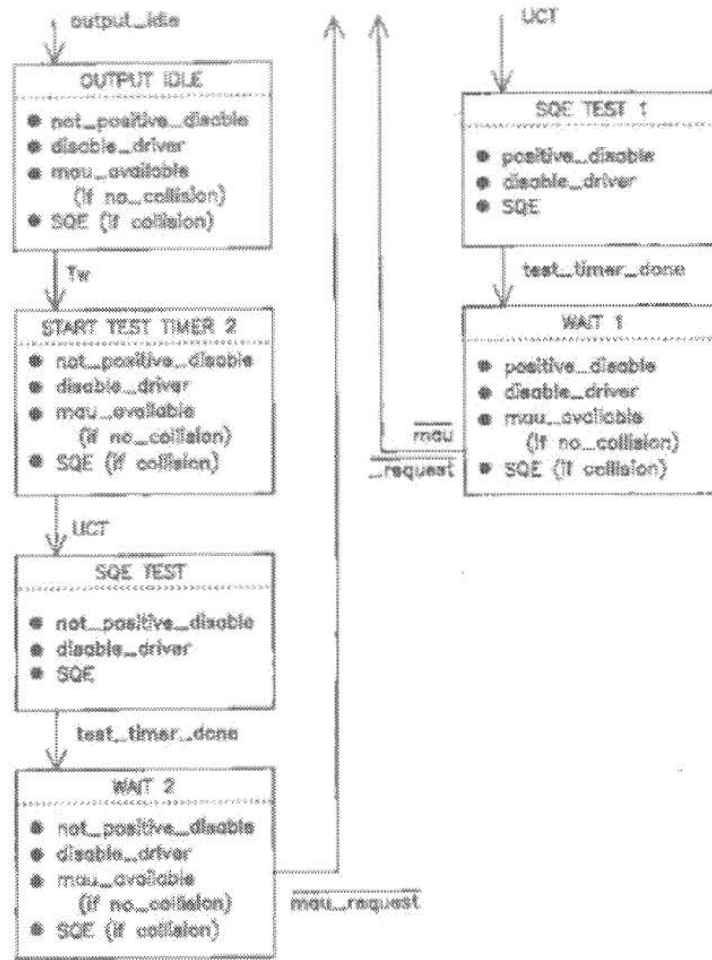 output_idle
OUTPUT IDLE
● not_positive_disable
● disable_driver
● mau_available
(if no_collision)
● SQE (if collision)
Tw
START TEST TIMER 2
● not_positive_disable
● disable_driver
● mau_available
(if no_collision)
● SQE (if collision)
UCT
SQE TEST
● not_positive_disable
● disable_driver
● SQE
test_timer_done
WAIT 2
● not_positive_disable
● disable_driver
● mau_available
(if no_collision)
● SQE (if collision)
mau_request
UCT
SQE TEST 1
● positive_disable
● disable_driver
● SQE
test_timer_done
WAIT 1
● positive_disable
● disable_driver
● mau_available
(if no_collision)
● SQE (if collision)
mau
_request